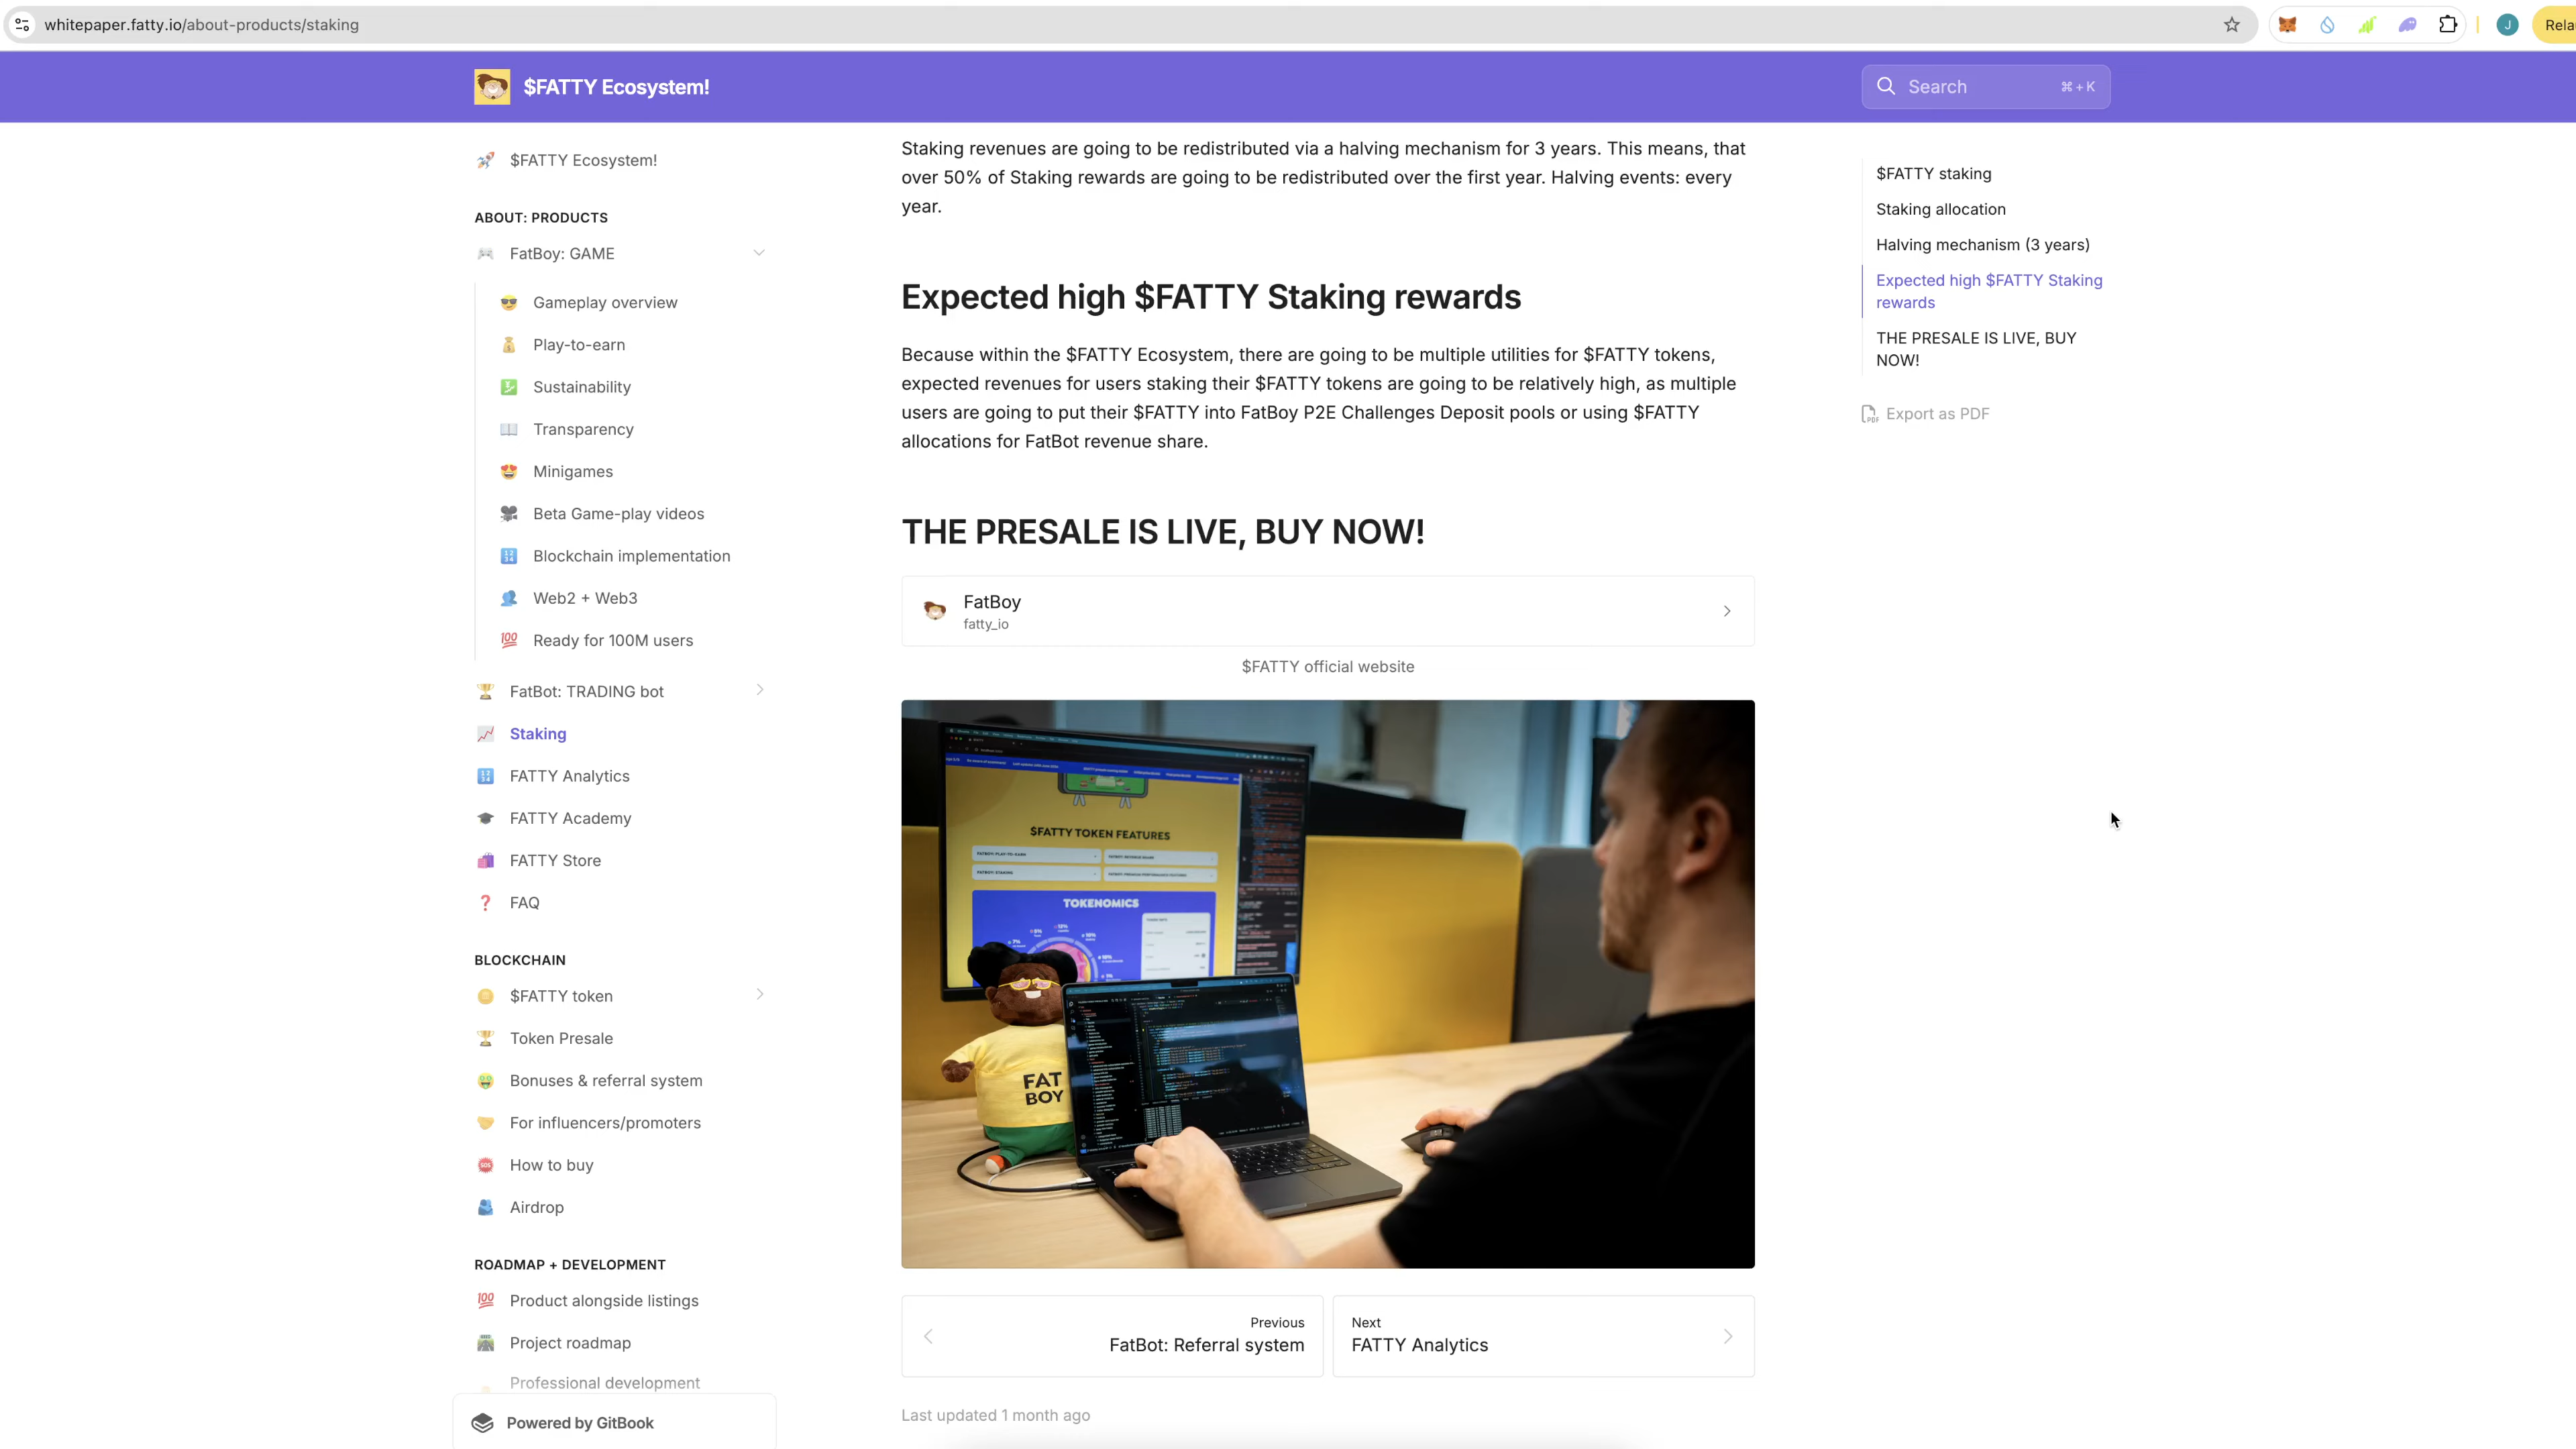 whitepaper.fatty.io/about-products/staking
J
Rela
$FATTY Ecosystem!
Search
⌘ + K
$FATTY Ecosystem!
ABOUT: PRODUCTS
FatBoy: GAME
Gameplay overview
Play-to-earn
Sustainability
Transparency
Minigames
Beta Game-play videos
Blockchain implementation
Web2 + Web3
Ready for 100M users
FatBot: TRADING bot
Staking
FATTY Analytics
FATTY Academy
FATTY Store
FAQ
BLOCKCHAIN
$FATTY token
Token Presale
Bonuses & referral system
For influencers/promoters
How to buy
Airdrop
ROADMAP + DEVELOPMENT
Product alongside listings
Project roadmap
Professional development
Powered by GitBook
Staking revenues are going to be redistributed via a halving mechanism for 3 years. This means, that
over 50% of Staking rewards are going to be redistributed over the first year. Halving events: every
year.
Expected high $FATTY Staking rewards
Because within the $FATTY Ecosystem, there are going to be multiple utilities for $FATTY tokens,
expected revenues for users staking their $FATTY tokens are going to be relatively high, as multiple
users are going to put their $FATTY into FatBoy P2E Challenges Deposit pools or using $FATTY
allocations for FatBot revenue share.
THE PRESALE IS LIVE, BUY NOW!
FatBoy
fatty_io
$FATTY official website
$FATTY TOKEN FEATURES
FATBOY: PLAY-TO-EARN
FATBOY: REVENUE SHARE
FATBOY: STAKING
TOKENOMICS
FAT
BOY
Previous
FatBot: Referral system
Next
FATTY Analytics
Last updated 1 month ago
$FATTY staking
Staking allocation
Halving mechanism (3 years)
Expected high $FATTY Staking
rewards
THE PRESALE IS LIVE, BUY
NOW!
Export as PDF